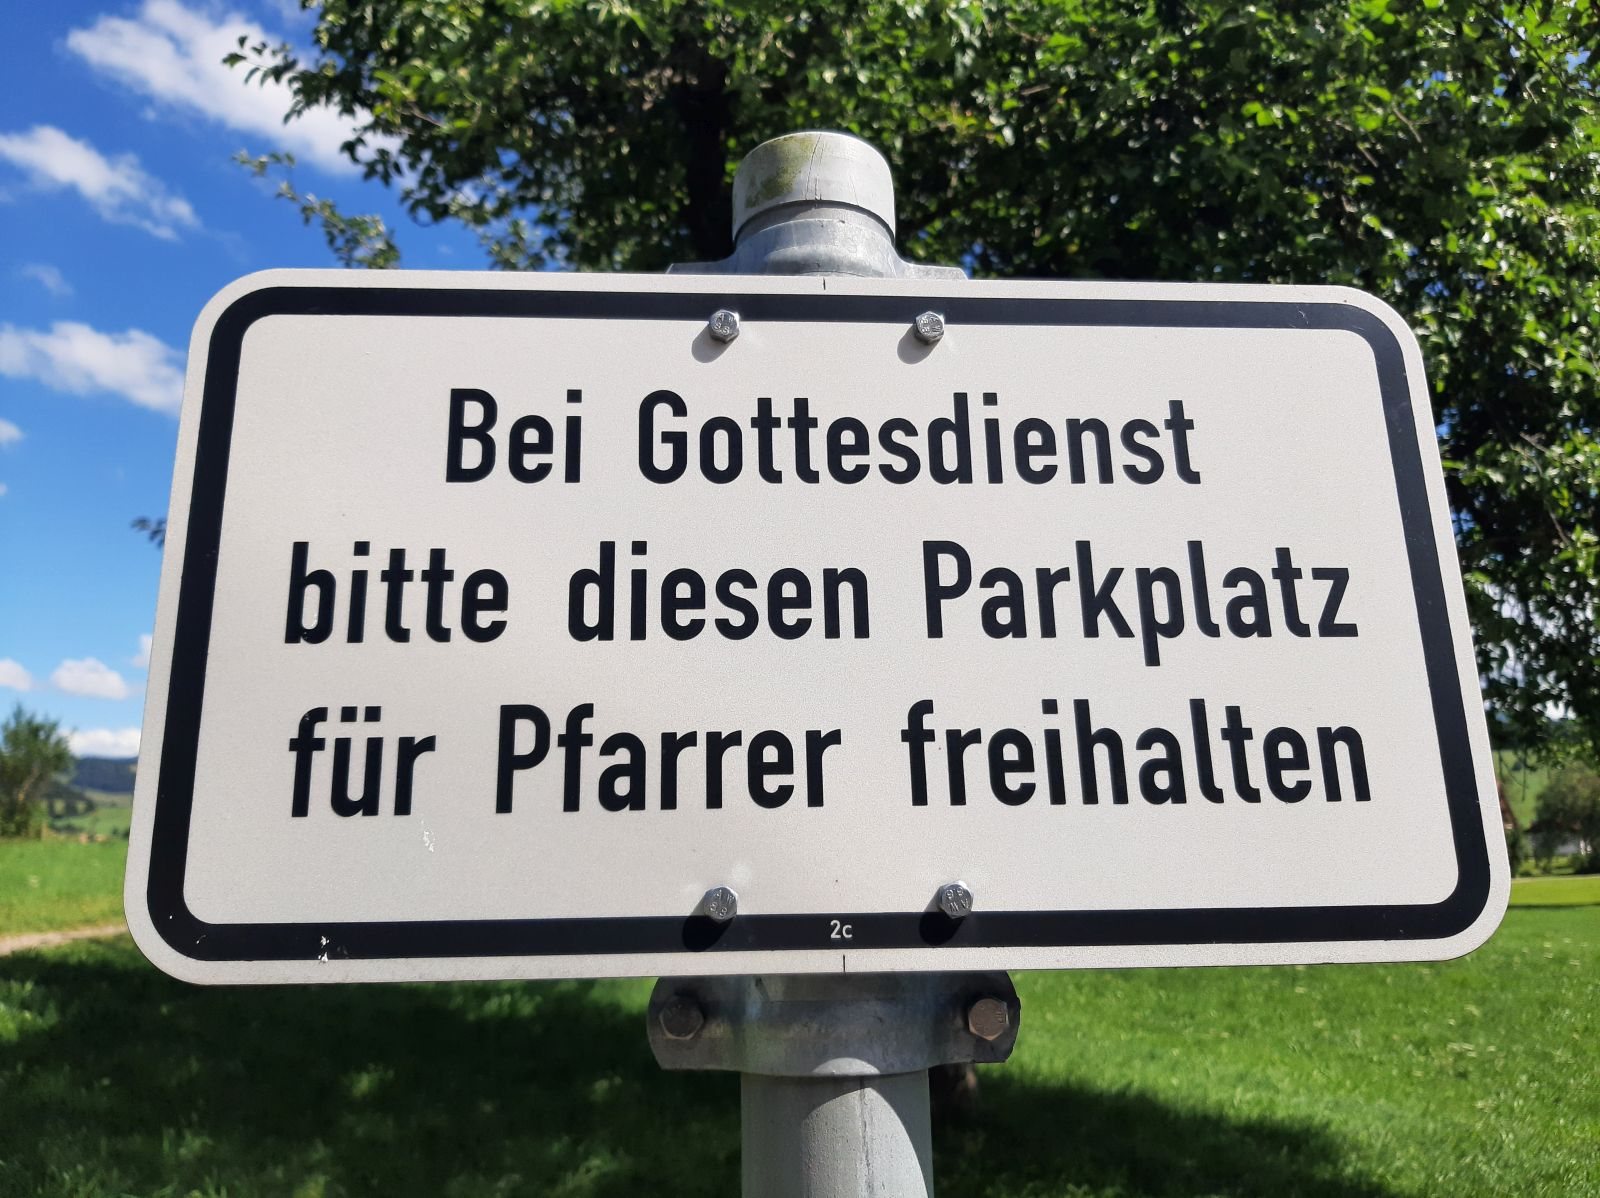 Bei Gottesdienst
bitte diesen Parkplatz
für Pfarrer freihalten
2c